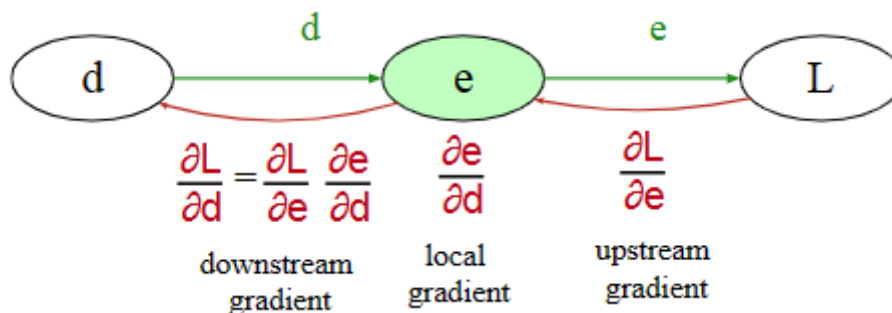 d e
d e L
∂L/∂d = ∂L/∂e ∂e/∂d ∂e/∂d ∂L/∂e
downstream gradient
local gradient
upstream gradient